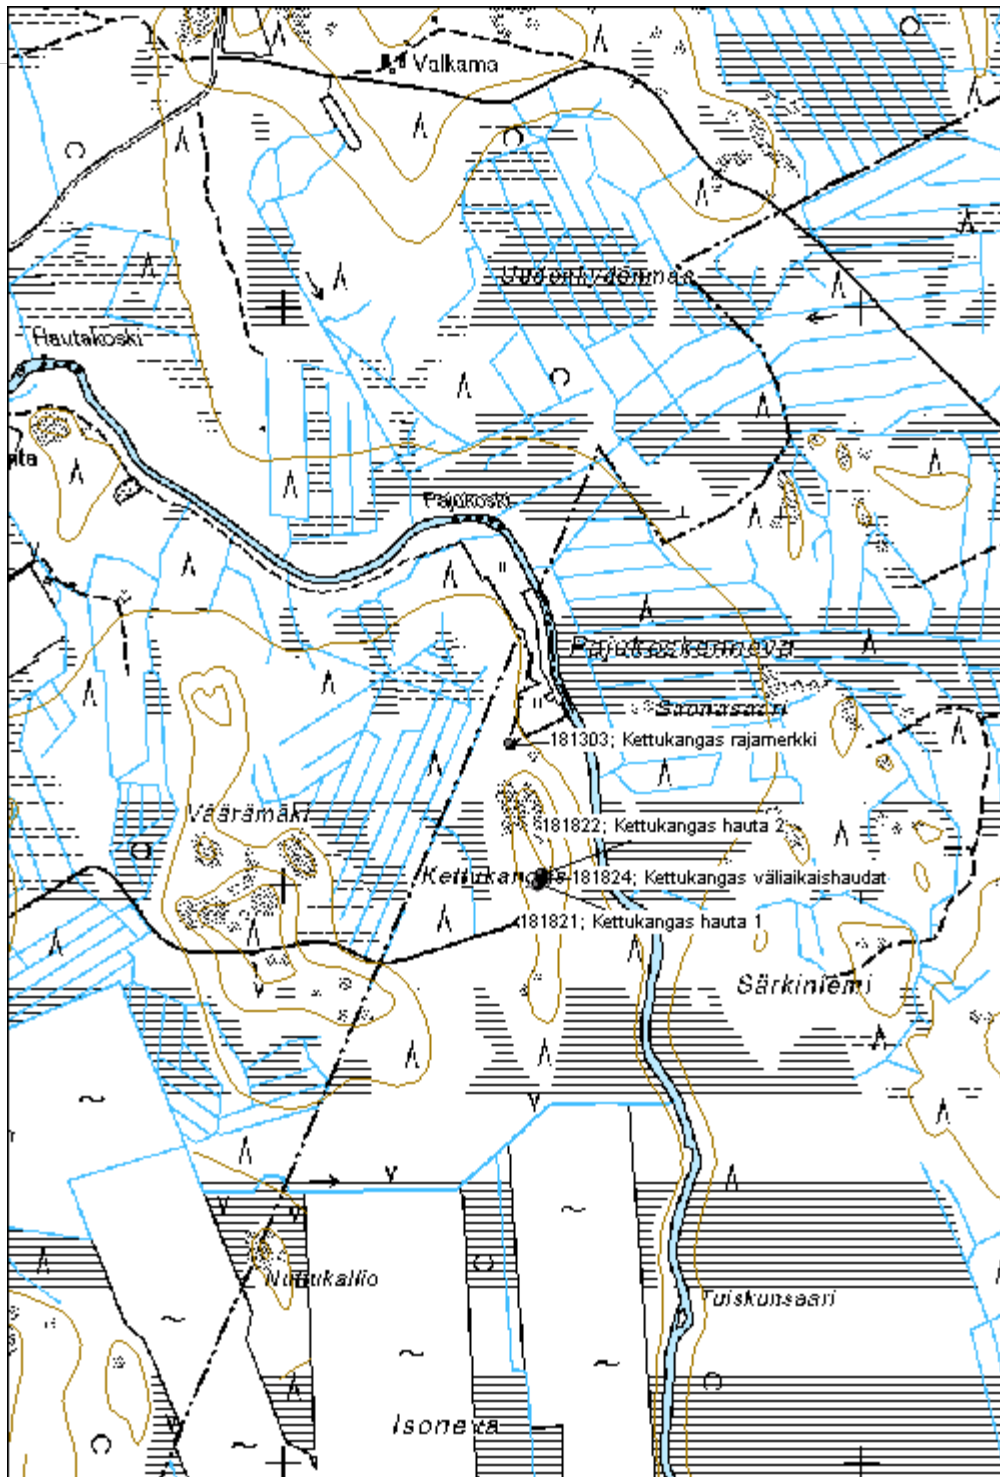 Valkama
Hautakoski
Pajukoski
Pajukoskenneva
Saunasaari
181303; Kettukangas rajamerkki
Väärämäki
181822; Kettukangas hauta 2
Kettukangas
181824; Kettukangas väliaikaishaudat
181821; Kettukangas hauta 1
Särkiniemi
Nuttukallio
Tuiskunsaari
Isoneva